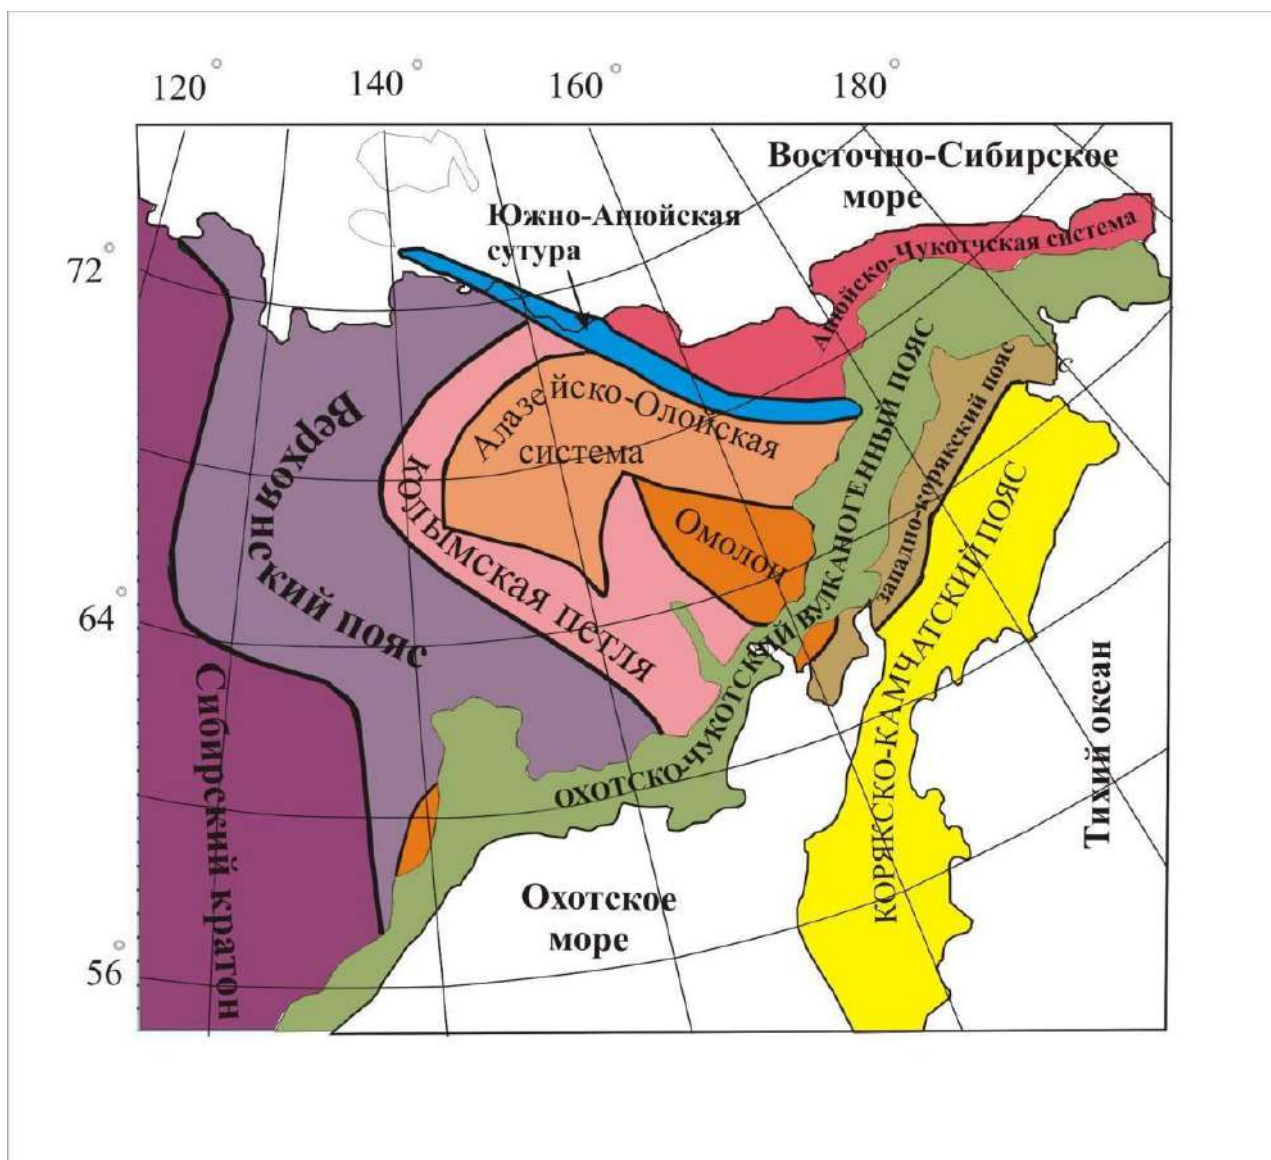 120° 140° 160° 180°
Восточно-Сибирское
море
Южно-Анюйская
сутура
72°
Анюйско-Чукотчская система
Алазейско-Олойская
система
Верхоянский пояс
Колымская петля
Омолон
ОХОТСКО-ЧУКОТСКИЙ ВУЛКАНОГЕННЫЙ ПОЯС
западно-корякский пояс
КОРЯКСКО-КАМЧАТСКИЙ ПОЯС
64°
Сибирский кратон
Тихий океан
Охотское
море
56°
с